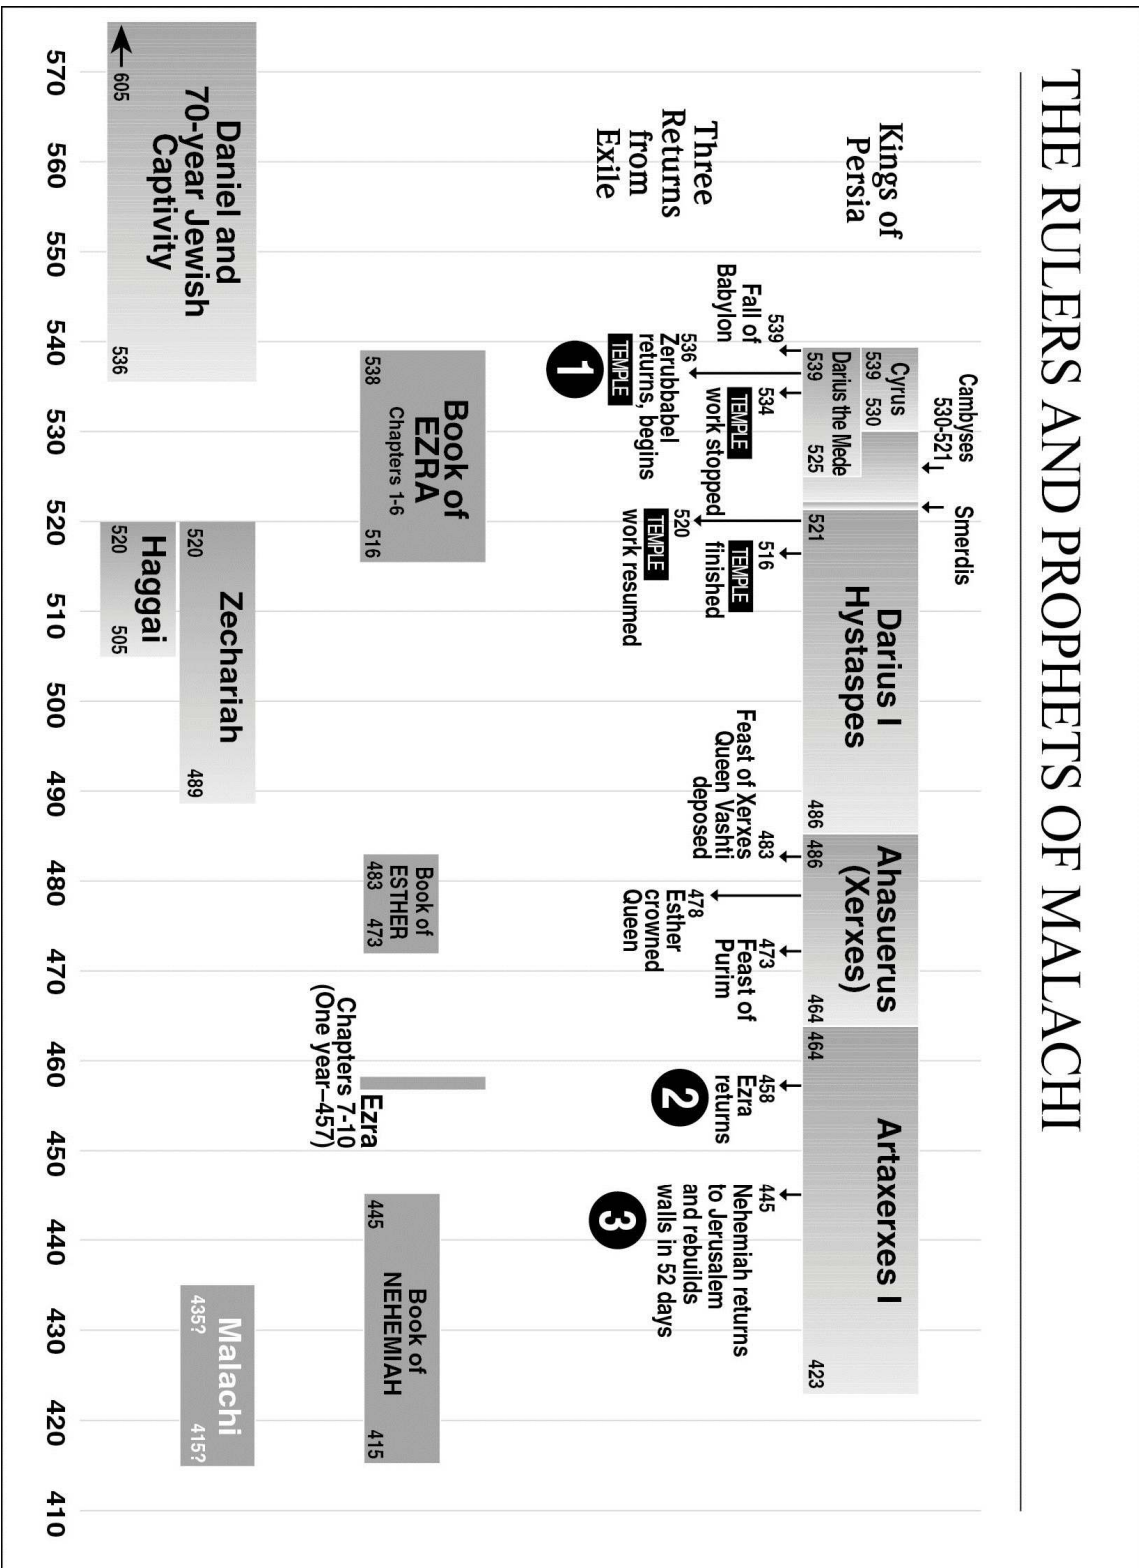 THE RULERS AND PROPHETS OF MALACHI
Kings of
Persia
Cambyses
530-521
Smerdis
Cyrus
539 530
Darius the Mede
539 525
Darius I
Hystaspes
521 486
Ahasuerus
(Xerxes)
486 464
Artaxerxes I
464 423
Three
Returns
from
Exile
539
Fall of
Babylon
536
Zerubbabel
returns, begins
TEMPLE
1
534
TEMPLE
work stopped
520
TEMPLE
work resumed
516
TEMPLE
finished
483
Feast of Xerxes
Queen Vashti
deposed
478
Esther
crowned
Queen
473
Feast of
Purim
458
Ezra
returns
2
445
Nehemiah returns
to Jerusalem
and rebuilds
walls in 52 days
3
Book of
EZRA
Chapters 1-6
538 516
Book of
ESTHER
483 473
Ezra
Chapters 7-10
(One year–457)
Book of
NEHEMIAH
445 415
Daniel and
70-year Jewish
Captivity
605 536
Zechariah
520 489
Haggai
520 505
Malachi
435? 415?
570 560 550 540 530 520 510 500 490 480 470 460 450 440 430 420 410